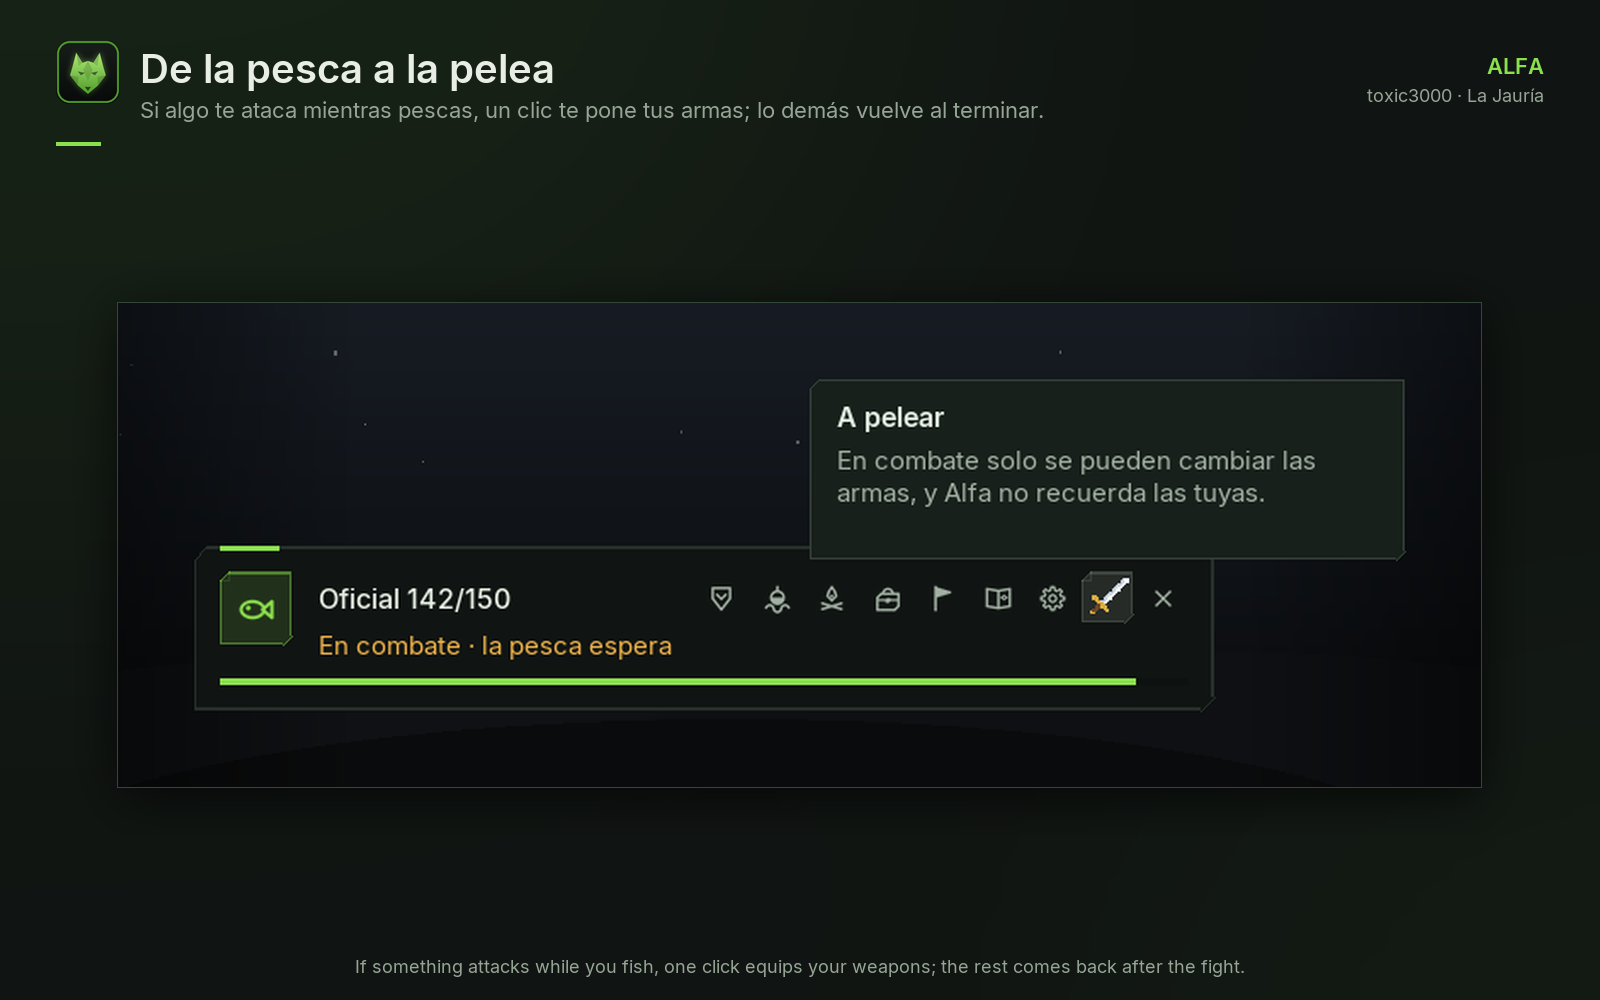 De la pesca a la pelea
Si algo te ataca mientras pescas, un clic te pone tus armas; lo demás vuelve al terminar.
ALFA
toxic3000 · La Jauría
A pelear
En combate solo se pueden cambiar las
armas, y Alfa no recuerda las tuyas.
Oficial 142/150
En combate · la pesca espera
If something attacks while you fish, one click equips your weapons; the rest comes back after the fight.